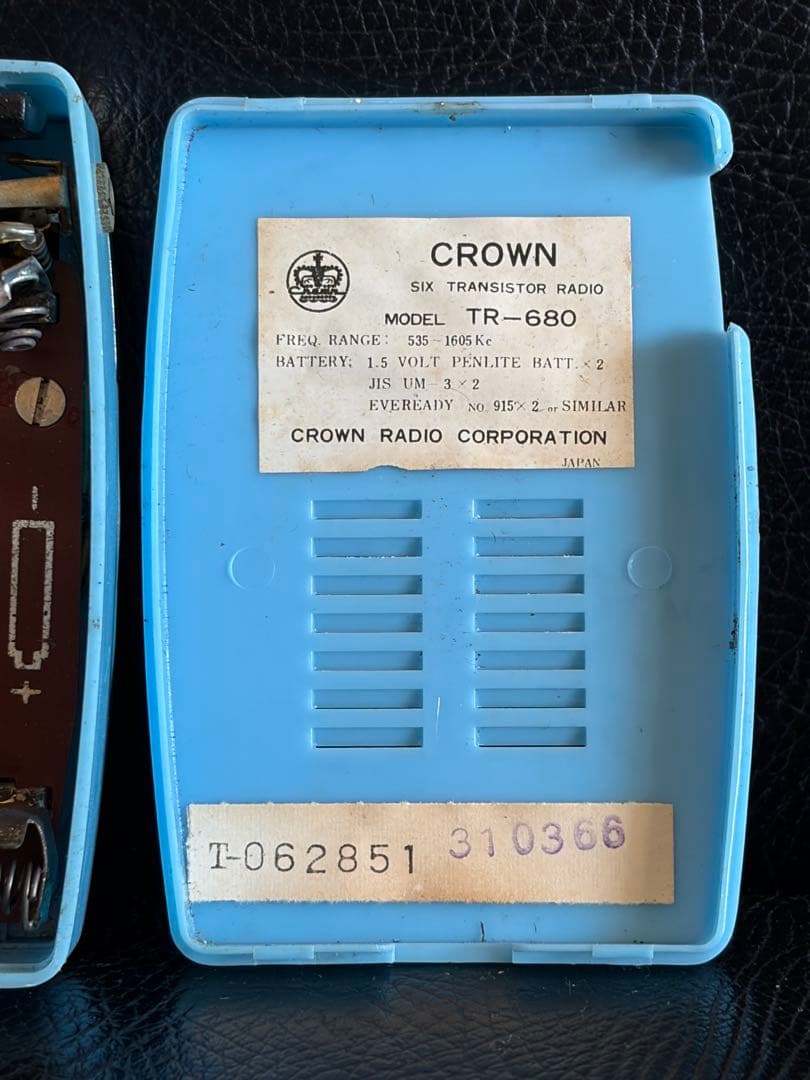 CROWN
SIX TRANSISTOR RADIO
MODEL TR-680
FREQ. RANGE: 535~1605Kc
BATTERY; 1.5 VOLT PENLITE BATT. × 2
JIS UM-3 × 2
EVEREADY NO. 915 × 2 or SIMILAR
CROWN RADIO CORPORATION
JAPAN
T-062851 310366
-
+